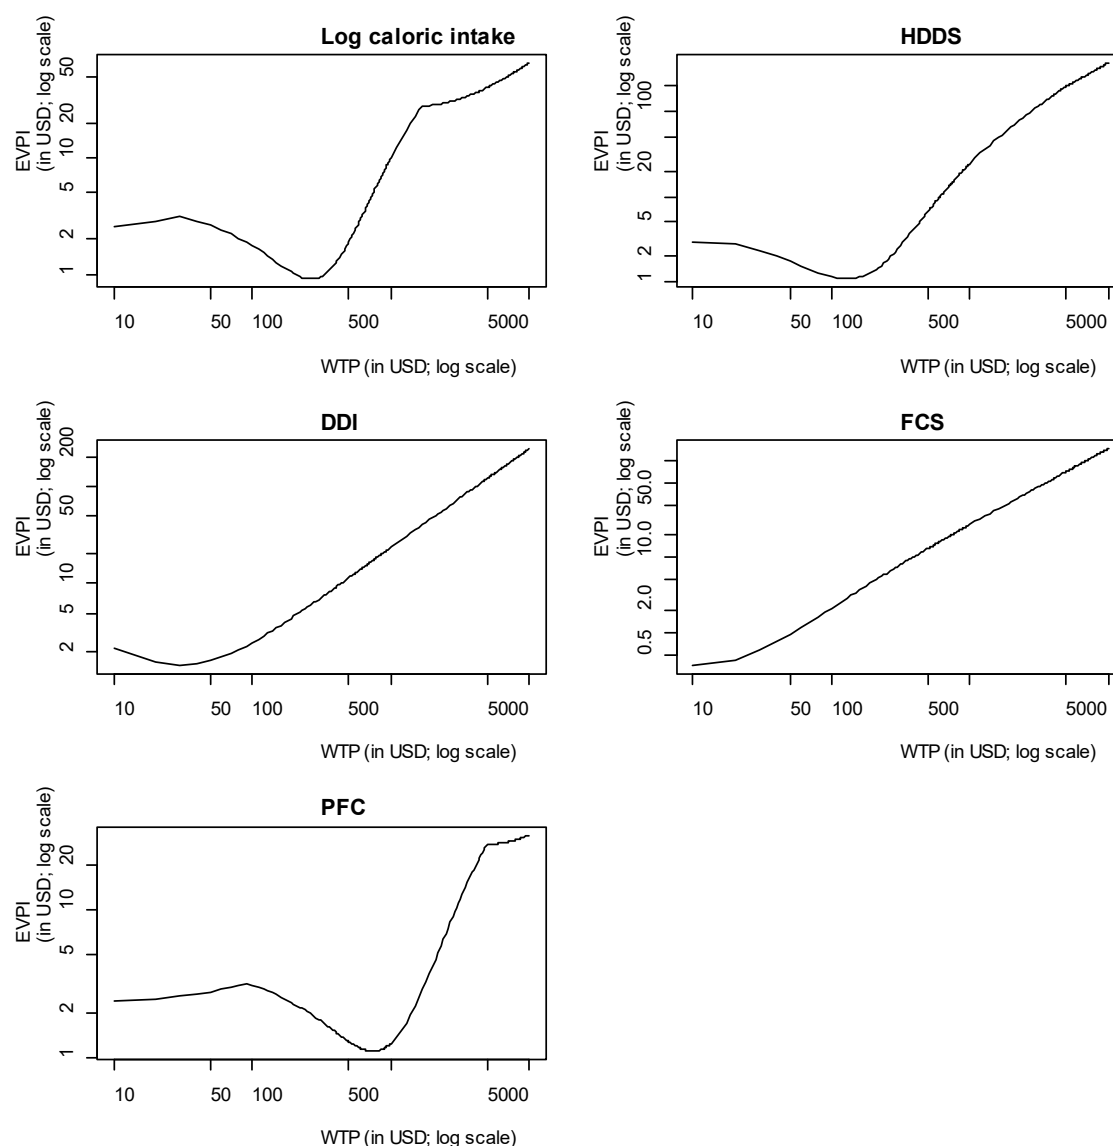 Log caloric intake
EVPI
(in USD; log scale)
50
20
10
5
2
1
10 50 100 500 5000
WTP (in USD; log scale)
HDDS
EVPI
(in USD; log scale)
100
20
5
2
1
10 50 100 500 5000
WTP (in USD; log scale)
DDI
EVPI
(in USD; log scale)
200
50
10
5
2
10 50 100 500 5000
WTP (in USD; log scale)
FCS
EVPI
(in USD; log scale)
50.0
10.0
2.0
0.5
10 50 100 500 5000
WTP (in USD; log scale)
PFC
EVPI
(in USD; log scale)
20
10
5
2
1
10 50 100 500 5000
WTP (in USD; log scale)